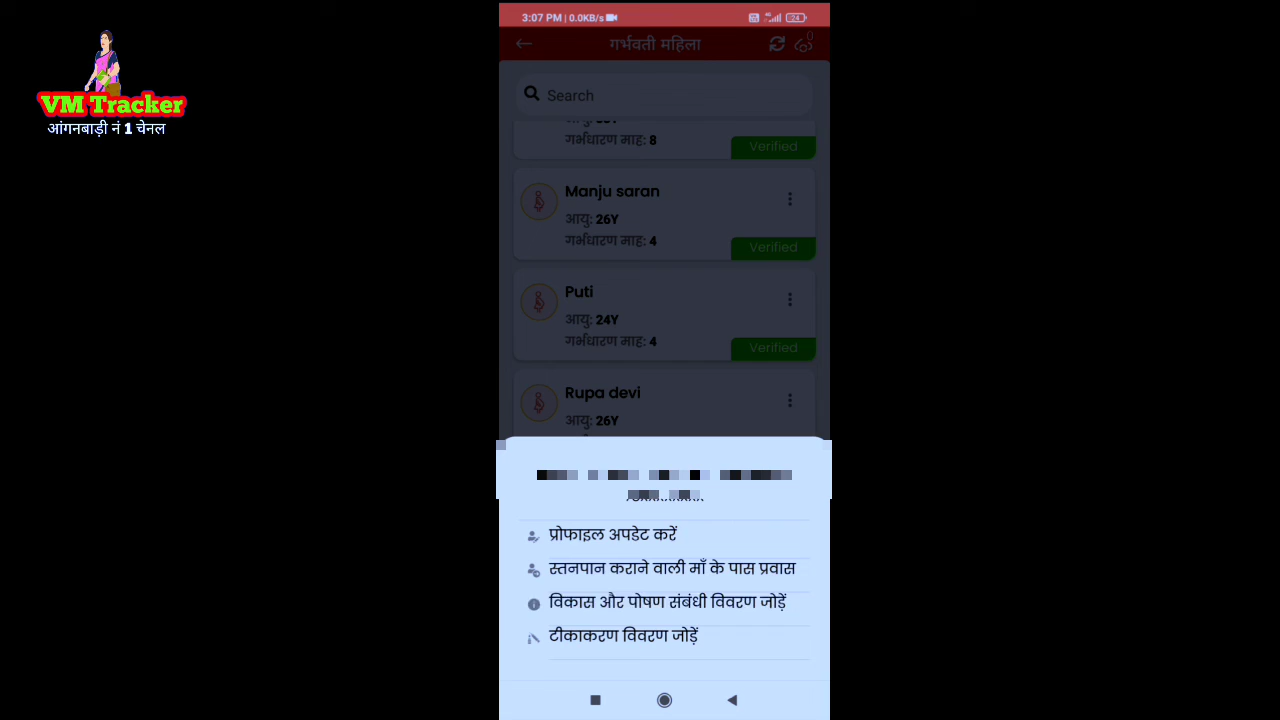 3:07 PM | 0.0KB/s
24
गर्भवती महिला
0
VM Tracker
आंगनबाड़ी नं 1 चेनल
Search
गर्भधारण माह: 8
Verified
Manju saran
आयु: 26Y
गर्भधारण माह: 4
Verified
Puti
आयु: 24Y
गर्भधारण माह: 4
Verified
Rupa devi
आयु: 26Y
प्रोफाइल अपडेट करें
स्तनपान कराने वाली माँ के पास प्रवास
विकास और पोषण संबंधी विवरण जोड़ें
टीकाकरण विवरण जोड़ें